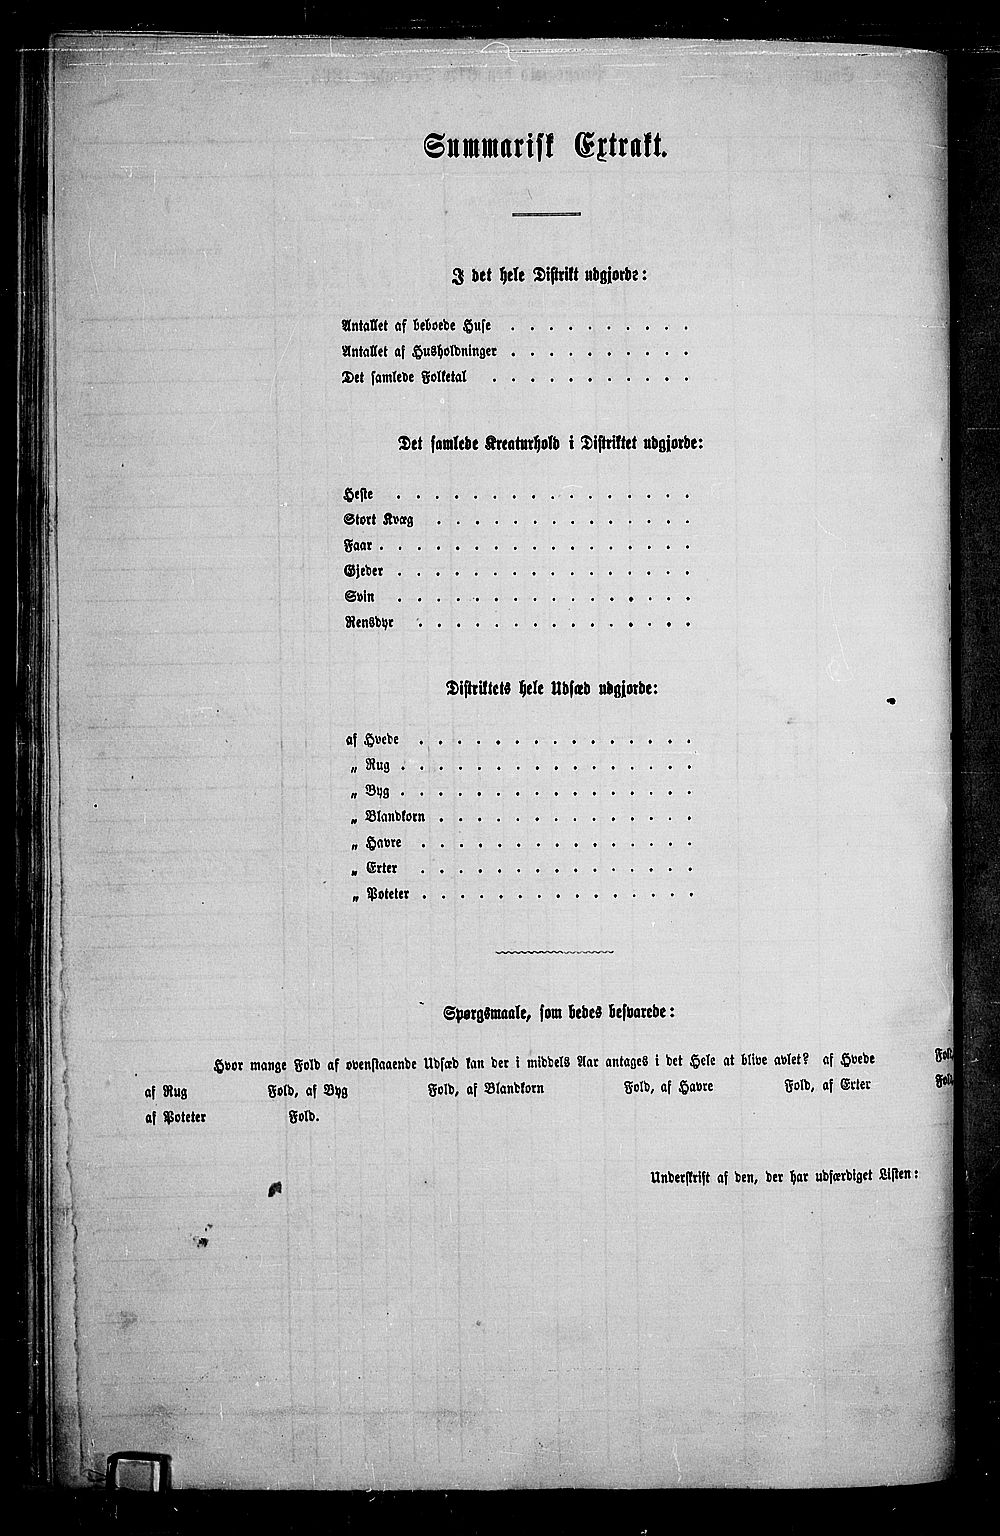 Summarisk Extrakt.
I det hele Distrikt udgjorde:
Antallet af beboede Huse . . . . . . . . . .
Antallet af Husholdninger . . . . . . . . . .
Det samlede Folketal . . . . . . . . . . .
Det samlede Kreaturhold i Distriktet udgjorde:
Heste . . . . . . . . . . . . . . . .
Stort Kvæg . . . . . . . . . . . . . .
Faar . . . . . . . . . . . . . . . . .
Gjeder . . . . . . . . . . . . . . . .
Svin . . . . . . . . . . . . . . . .
Rensdyr . . . . . . . . . . . . . . .
Distriktets hele Udsæd udgjorde:
af Hvede . . . . . . . . . . . . . . .
„ Rug . . . . . . . . . . . . . . . .
„ Byg . . . . . . . . . . . . . . . .
„ Blandkorn . . . . . . . . . . . . . .
„ Havre . . . . . . . . . . . . . . .
„ Erter . . . . . . . . . . . . . . .
„ Poteter . . . . . . . . . . . . . . .
Spørgsmaale, som bedes besvarede:
Hvor mange Fold af ovenstaaende Udsæd kan der i middels Aar antages i det Hele at blive avlet? af Hvede Fold,
af Rug Fold, af Byg Fold, af Blandkorn Fold, af Havre Fold, af Erter Fold,
af Poteter Fold.
Underskrift af den, der har udfærdiget Listen: